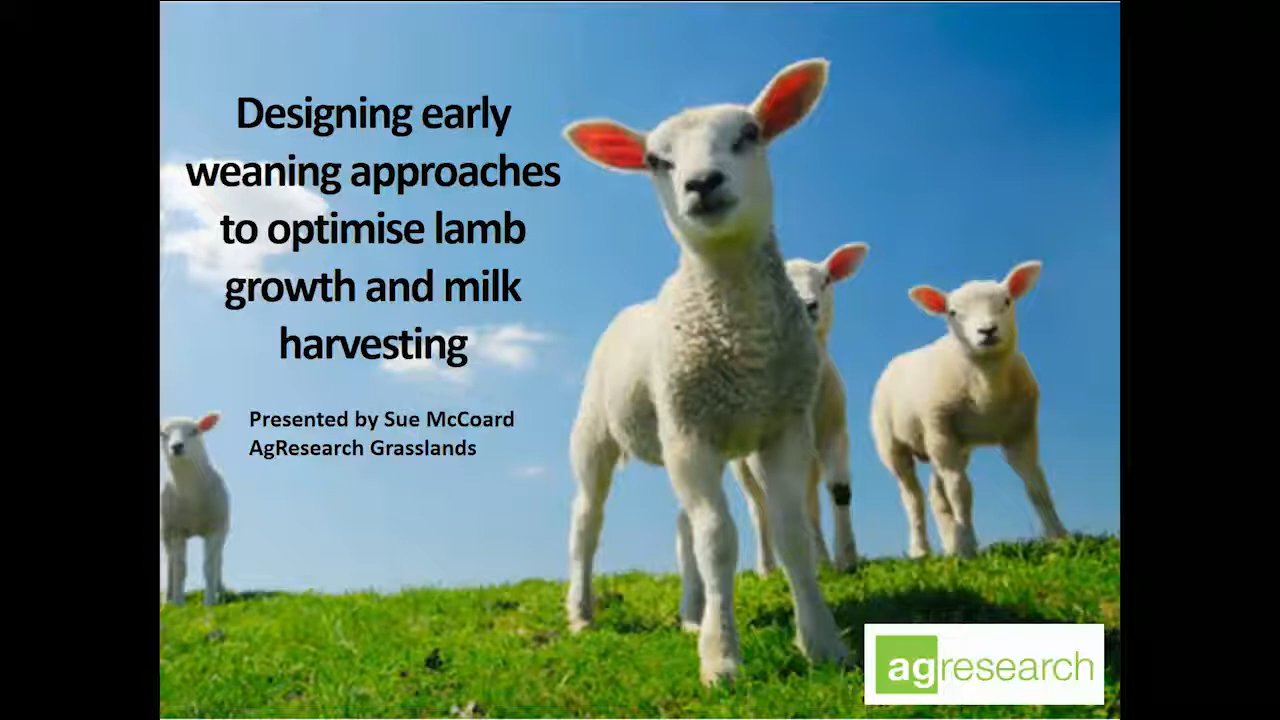 Designing early
weaning approaches
to optimise lamb
growth and milk
harvesting
Presented by Sue McCoard
AgResearch Grasslands
agresearch